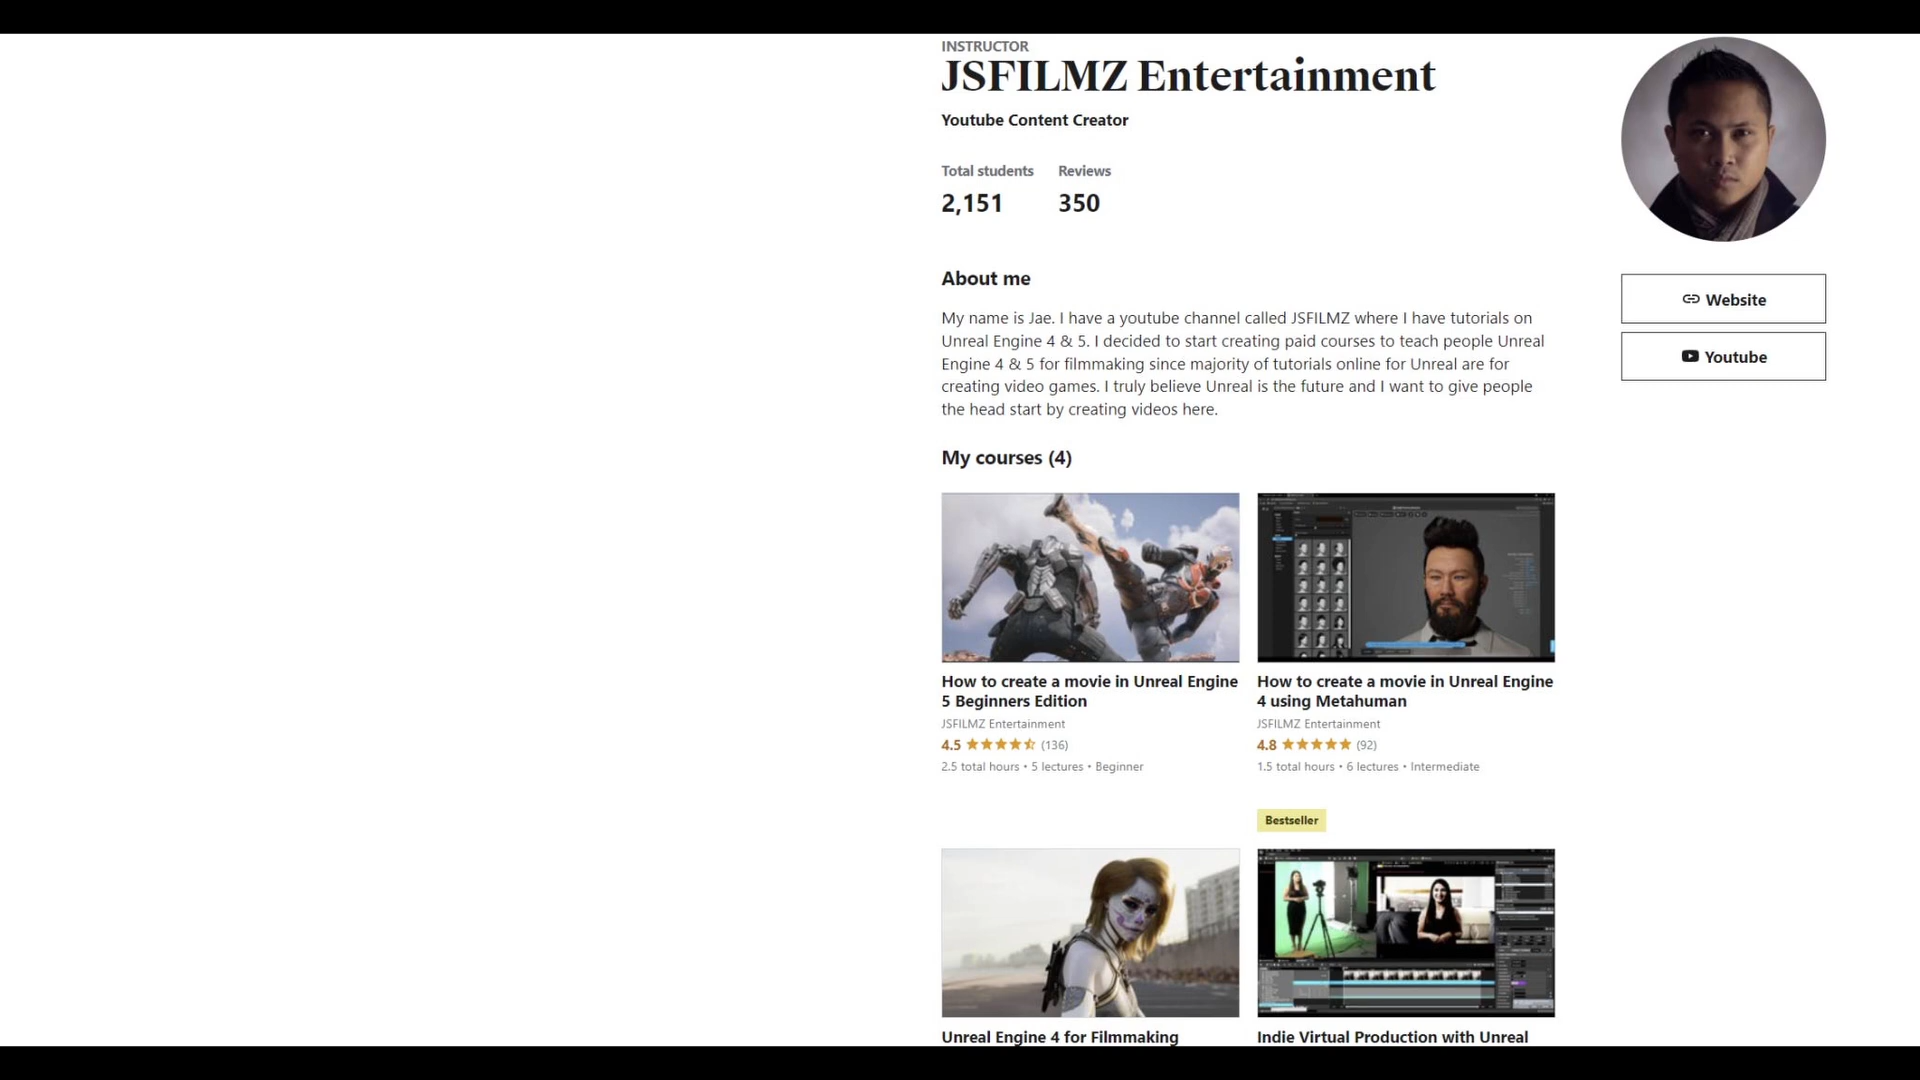 INSTRUCTOR
JSFILMZ Entertainment
Youtube Content Creator
Total students
Reviews
2,151
350
About me
My name is Jae. I have a youtube channel called JSFILMZ where I have tutorials on
Unreal Engine 4 & 5. I decided to start creating paid courses to teach people Unreal
Engine 4 & 5 for filmmaking since majority of tutorials online for Unreal are for
creating video games. I truly believe Unreal is the future and I want to give people
the head start by creating videos here.
Website
Youtube
My courses (4)
How to create a movie in Unreal Engine
5 Beginners Edition
JSFILMZ Entertainment
4.5 (136)
2.5 total hours • 5 lectures • Beginner
How to create a movie in Unreal Engine
4 using Metahuman
JSFILMZ Entertainment
4.8 (92)
1.5 total hours • 6 lectures • Intermediate
Bestseller
Unreal Engine 4 for Filmmaking
Indie Virtual Production with Unreal